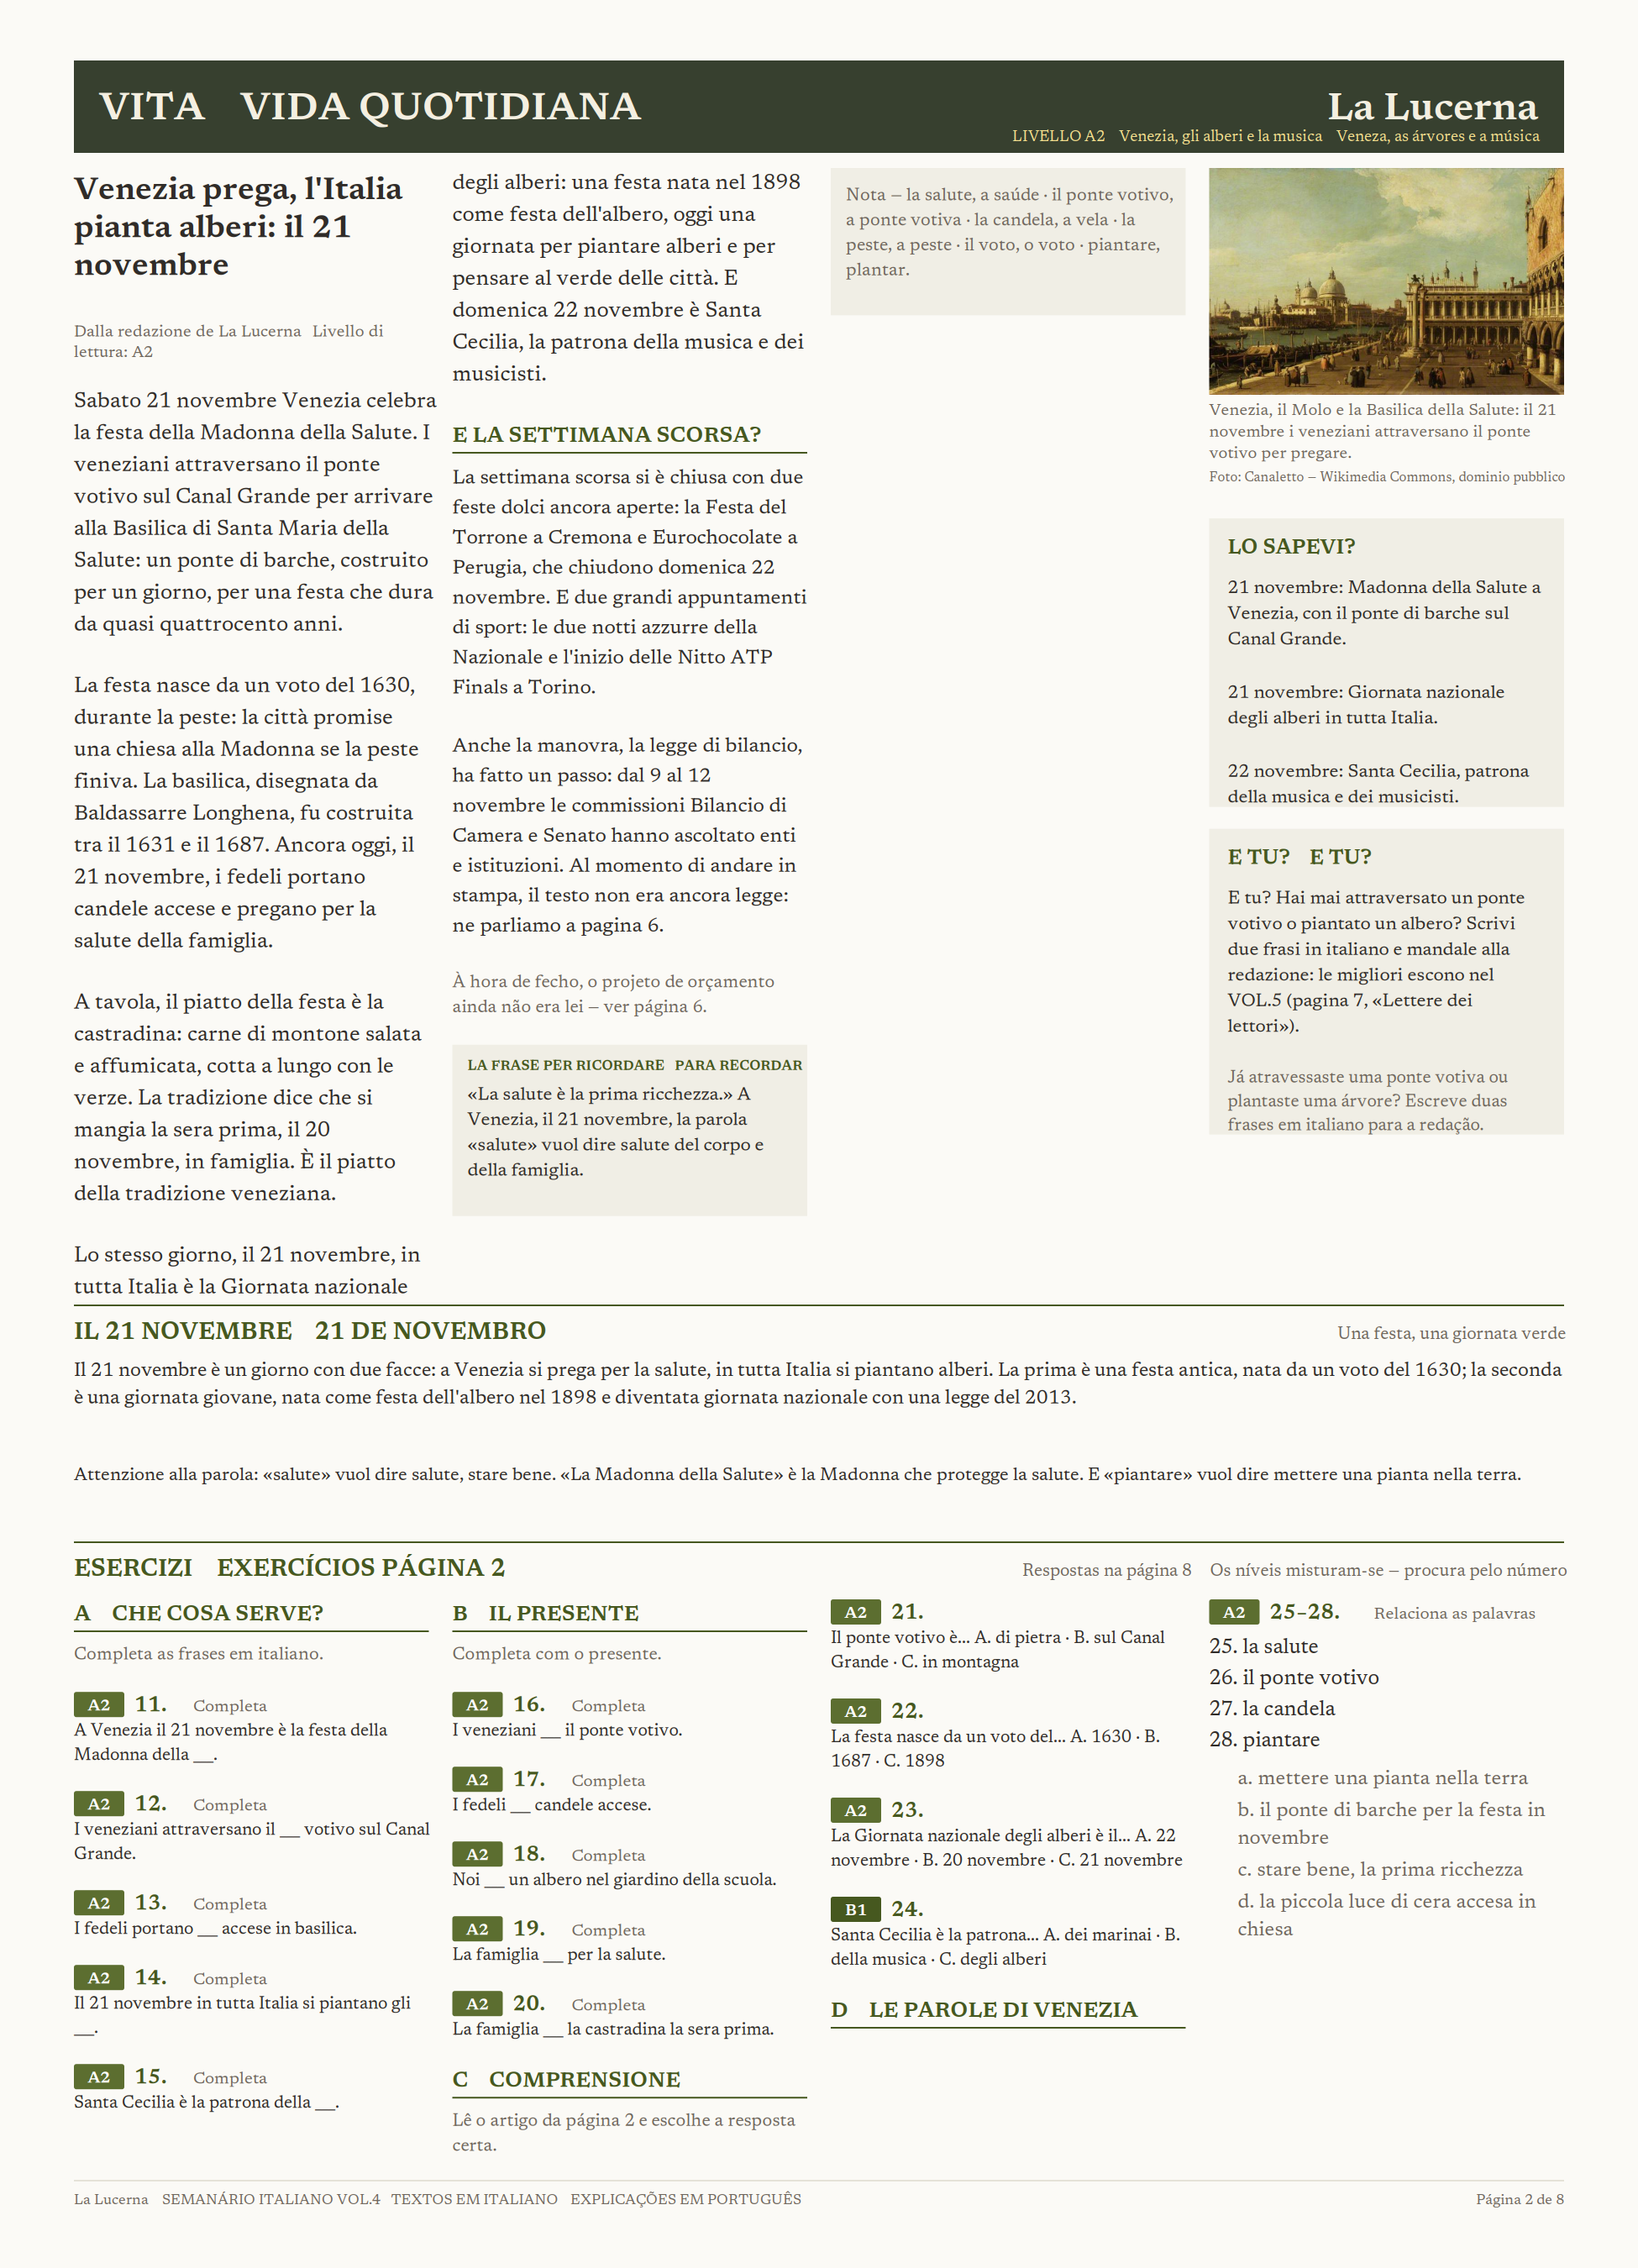 VITA VIDA QUOTIDIANA
La Lucerna
LIVELLO A2 Venezia, gli alberi e la musica Veneza, as árvores e a música
Venezia prega, l'Italia
pianta alberi: il 21
novembre
Dalla redazione de La Lucerna Livello di
lettura: A2
Sabato 21 novembre Venezia celebra
la festa della Madonna della Salute. I
veneziani attraversano il ponte
votivo sul Canal Grande per arrivare
alla Basilica di Santa Maria della
Salute: un ponte di barche, costruito
per un giorno, per una festa che dura
da quasi quattrocento anni.
La festa nasce da un voto del 1630,
durante la peste: la città promise
una chiesa alla Madonna se la peste
finiva. La basilica, disegnata da
Baldassarre Longhena, fu costruita
tra il 1631 e il 1687. Ancora oggi, il
21 novembre, i fedeli portano
candele accese e pregano per la
salute della famiglia.
A tavola, il piatto della festa è la
castradina: carne di montone salata
e affumicata, cotta a lungo con le
verze. La tradizione dice che si
mangia la sera prima, il 20
novembre, in famiglia. È il piatto
della tradizione veneziana.
Lo stesso giorno, il 21 novembre, in
tutta Italia è la Giornata nazionale
degli alberi: una festa nata nel 1898
come festa dell'albero, oggi una
giornata per piantare alberi e per
pensare al verde delle città. E
domenica 22 novembre è Santa
Cecilia, la patrona della musica e dei
musicisti.
E LA SETTIMANA SCORSA?
La settimana scorsa si è chiusa con due
feste dolci ancora aperte: la Festa del
Torrone a Cremona e Eurochocolate a
Perugia, che chiudono domenica 22
novembre. E due grandi appuntamenti
di sport: le due notti azzurre della
Nazionale e l'inizio delle Nitto ATP
Finals a Torino.
Anche la manovra, la legge di bilancio,
ha fatto un passo: dal 9 al 12
novembre le commissioni Bilancio di
Camera e Senato hanno ascoltato enti
e istituzioni. Al momento di andare in
stampa, il testo non era ancora legge:
ne parliamo a pagina 6.
À hora de fecho, o projeto de orçamento
ainda não era lei — ver página 6.
LA FRASE PER RICORDARE PARA RECORDAR
«La salute è la prima ricchezza.» A
Venezia, il 21 novembre, la parola
«salute» vuol dire salute del corpo e
della famiglia.
Nota — la salute, a saúde · il ponte votivo,
a ponte votiva · la candela, a vela · la
peste, a peste · il voto, o voto · piantare,
plantar.
Venezia, il Molo e la Basilica della Salute: il 21
novembre i veneziani attraversano il ponte
votivo per pregare.
Foto: Canaletto — Wikimedia Commons, dominio pubblico
LO SAPEVI?
21 novembre: Madonna della Salute a
Venezia, con il ponte di barche sul
Canal Grande.
21 novembre: Giornata nazionale
degli alberi in tutta Italia.
22 novembre: Santa Cecilia, patrona
della musica e dei musicisti.
E TU? E TU?
E tu? Hai mai attraversato un ponte
votivo o piantato un albero? Scrivi
due frasi in italiano e mandale alla
redazione: le migliori escono nel
VOL.5 (pagina 7, «Lettere dei
lettori»).
Já atravessaste uma ponte votiva ou
plantaste uma árvore? Escreve duas
frases em italiano para a redação.
IL 21 NOVEMBRE 21 DE NOVEMBRO
Una festa, una giornata verde
Il 21 novembre è un giorno con due facce: a Venezia si prega per la salute, in tutta Italia si piantano alberi. La prima è una festa antica, nata da un voto del 1630; la seconda
è una giornata giovane, nata come festa dell'albero nel 1898 e diventata giornata nazionale con una legge del 2013.
Attenzione alla parola: «salute» vuol dire salute, stare bene. «La Madonna della Salute» è la Madonna che protegge la salute. E «piantare» vuol dire mettere una pianta nella terra.
ESERCIZI EXERCÍCIOS PÁGINA 2
Respostas na página 8 Os níveis misturam-se — procura pelo número
A CHE COSA SERVE?
Completa as frases em italiano.
A2 11. Completa
A Venezia il 21 novembre è la festa della
Madonna della __.
A2 12. Completa
I veneziani attraversano il __ votivo sul Canal
Grande.
A2 13. Completa
I fedeli portano __ accese in basilica.
A2 14. Completa
Il 21 novembre in tutta Italia si piantano gli
__.
A2 15. Completa
Santa Cecilia è la patrona della __.
B IL PRESENTE
Completa com o presente.
A2 16. Completa
I veneziani __ il ponte votivo.
A2 17. Completa
I fedeli __ candele accese.
A2 18. Completa
Noi __ un albero nel giardino della scuola.
A2 19. Completa
La famiglia __ per la salute.
A2 20. Completa
La famiglia __ la castradina la sera prima.
C COMPRENSIONE
Lê o artigo da página 2 e escolhe a resposta
certa.
A2 21.
Il ponte votivo è… A. di pietra · B. sul Canal
Grande · C. in montagna
A2 22.
La festa nasce da un voto del… A. 1630 · B.
1687 · C. 1898
A2 23.
La Giornata nazionale degli alberi è il… A. 22
novembre · B. 20 novembre · C. 21 novembre
B1 24.
Santa Cecilia è la patrona… A. dei marinai · B.
della musica · C. degli alberi
D LE PAROLE DI VENEZIA
A2 25–28. Relaciona as palavras
25. la salute
26. il ponte votivo
27. la candela
28. piantare
a. mettere una pianta nella terra
b. il ponte di barche per la festa in
novembre
c. stare bene, la prima ricchezza
d. la piccola luce di cera accesa in
chiesa
La Lucerna SEMANÁRIO ITALIANO VOL.4 TEXTOS EM ITALIANO EXPLICAÇÕES EM PORTUGUÊS
Página 2 de 8